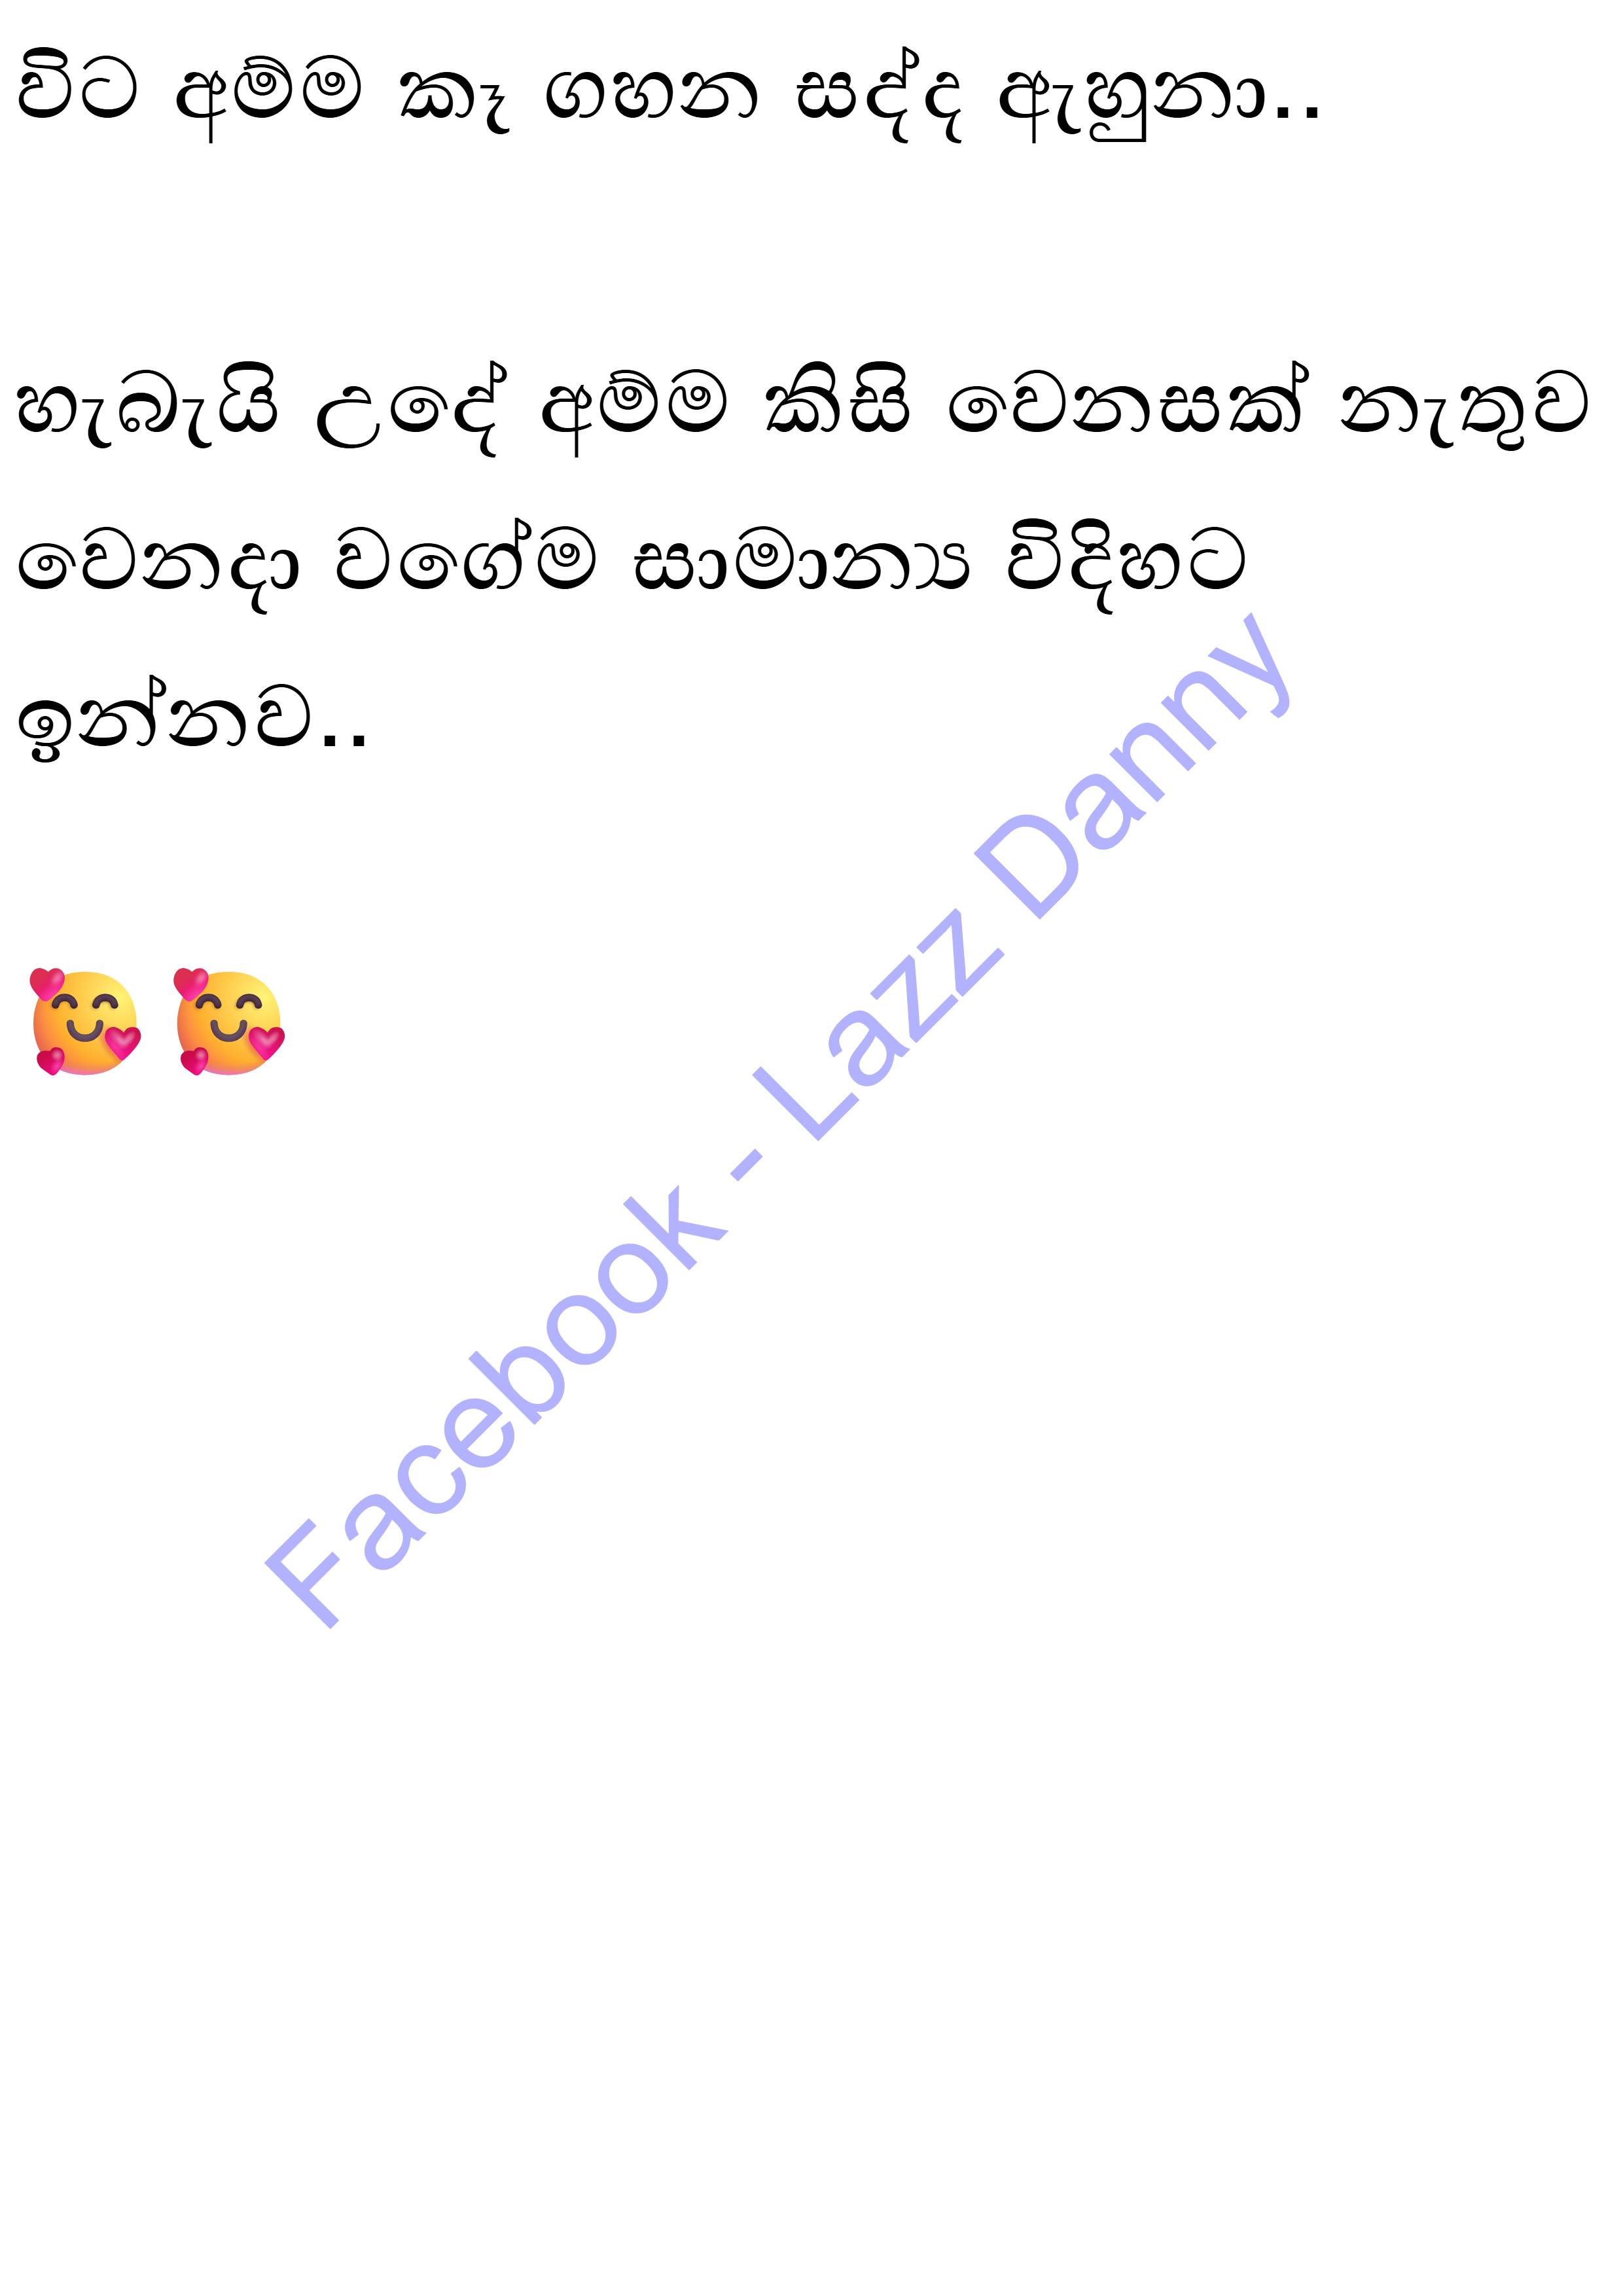 විට අම්ම කෑ ගහන සද්ද ඇහුනා..
හැබැයි උදේ අම්ම කිසි වෙනසක් නැතුව
වෙනදා වගේම සාමාන්‍ය විදිහට
ඉන්නව..
🥰 🥰
Facebook - Lazz Danny